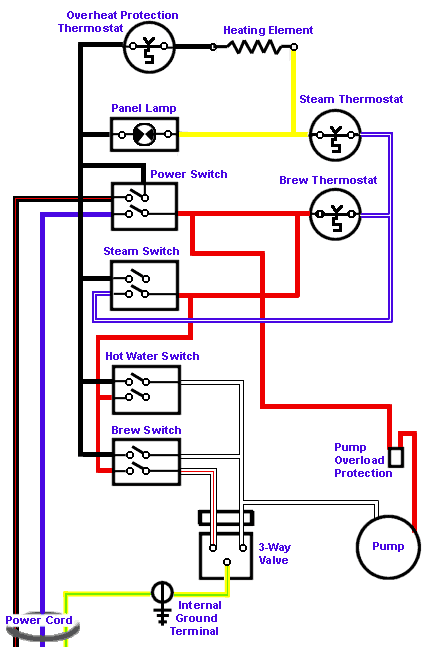 Overheat Protection
Thermostat
Heating Element
Panel Lamp
Steam Thermostat
Power Switch
Brew Thermostat
Steam Switch
Hot Water Switch
Brew Switch
Pump
Overload
Protection
3-Way
Valve
Pump
Internal
Ground
Terminal
Power Cord